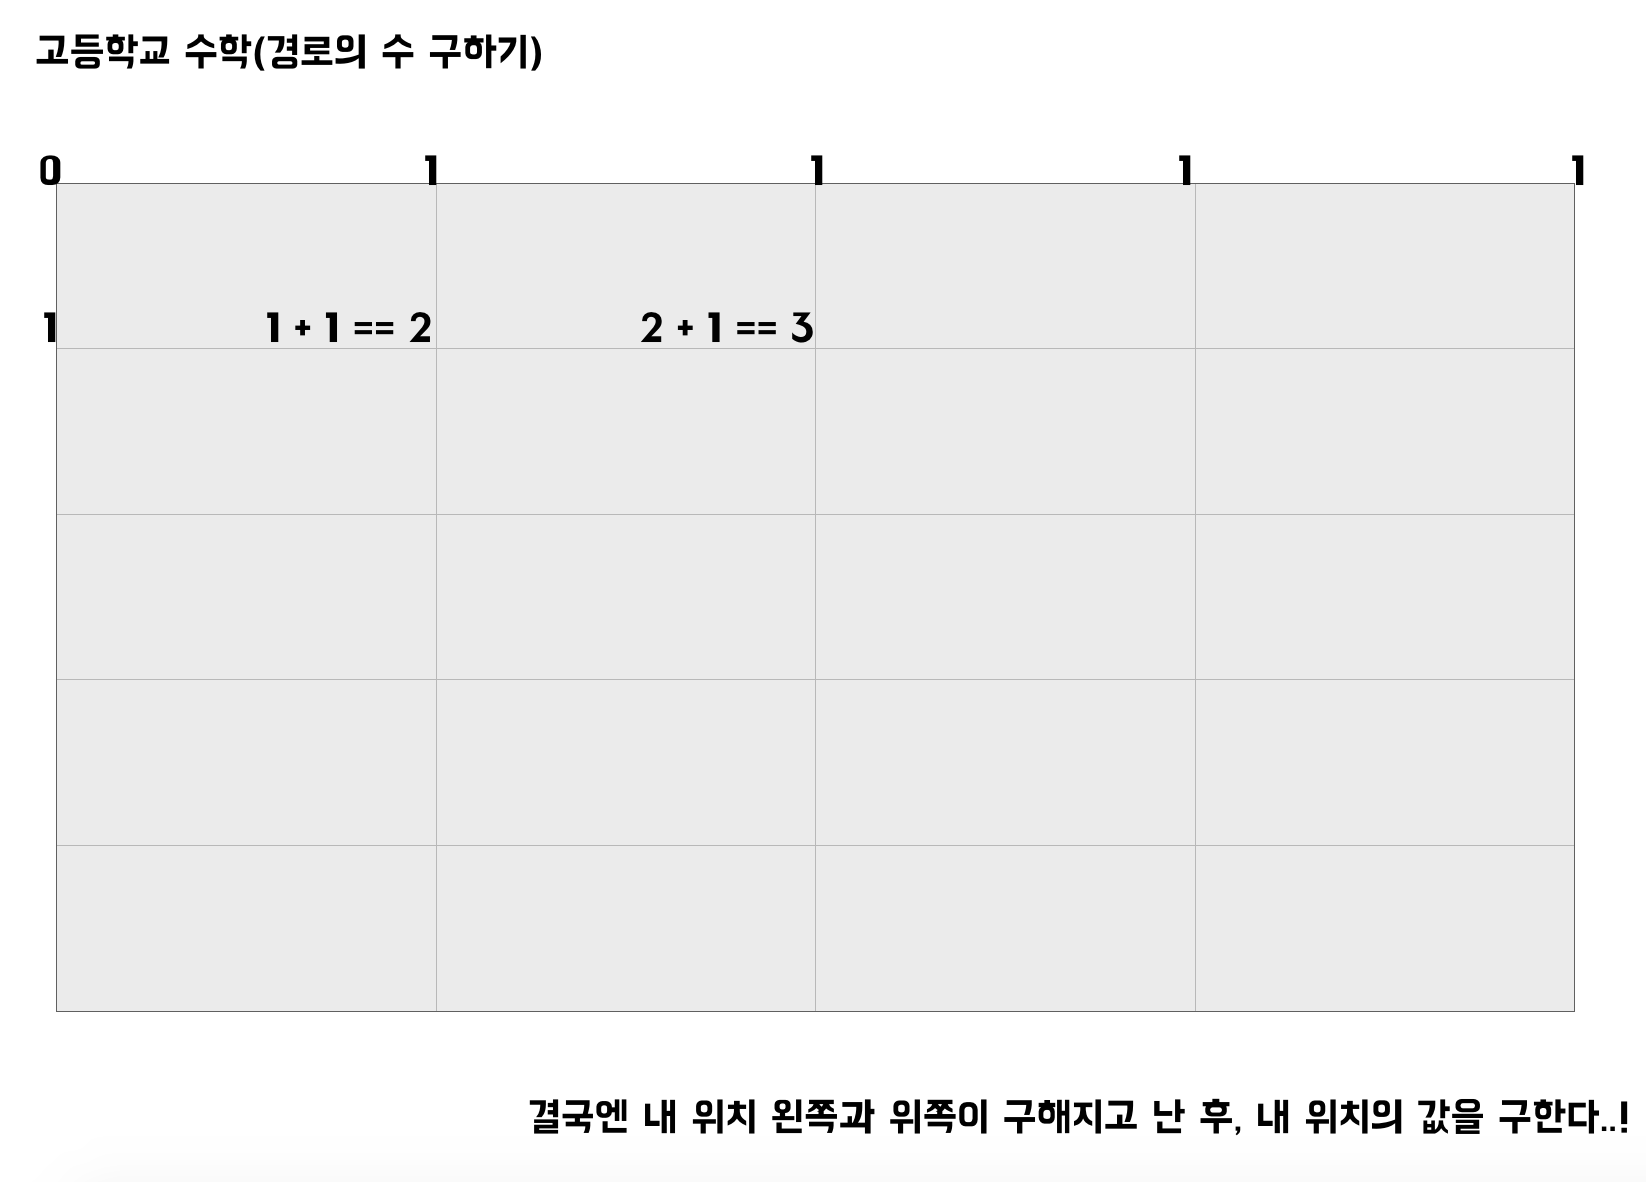 고등학교 수학(경로의 수 구하기)
0 1 1 1 1
1 1 + 1 == 2 2 + 1 == 3
결국엔 내 위치 왼쪽과 위쪽이 구해지고 난 후, 내 위치의 값을 구한다..!